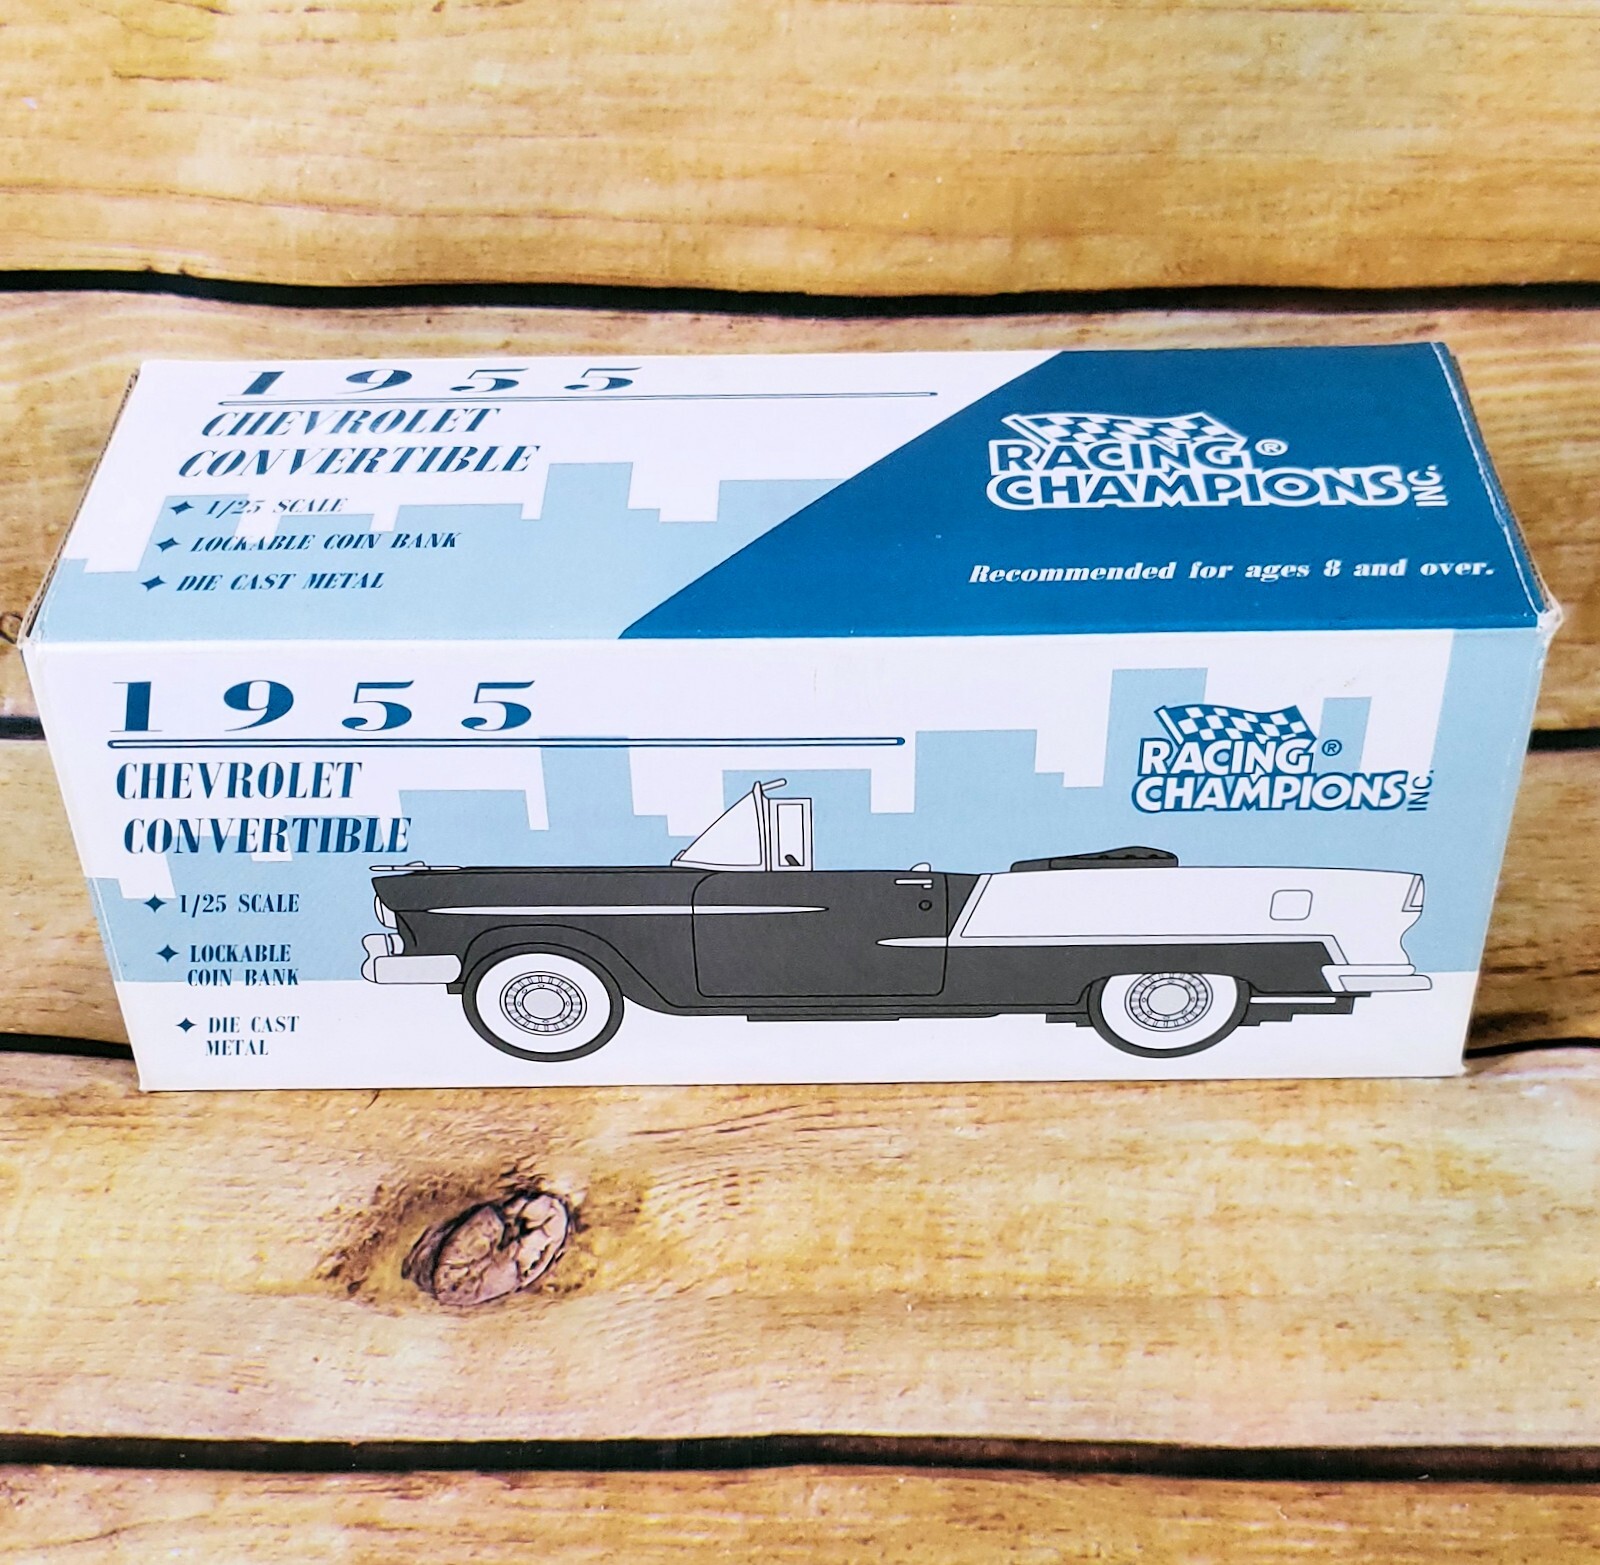 1955
CHEVROLET
CONVERTIBLE
1/25 SCALE
LOCKABLE COIN BANK
DIE CAST METAL
RACING ®
CHAMPIONS INC.
Recommended for ages 8 and over.
1955
CHEVROLET
CONVERTIBLE
1/25 SCALE
LOCKABLE
COIN BANK
DIE CAST
METAL
RACING ®
CHAMPIONS INC.